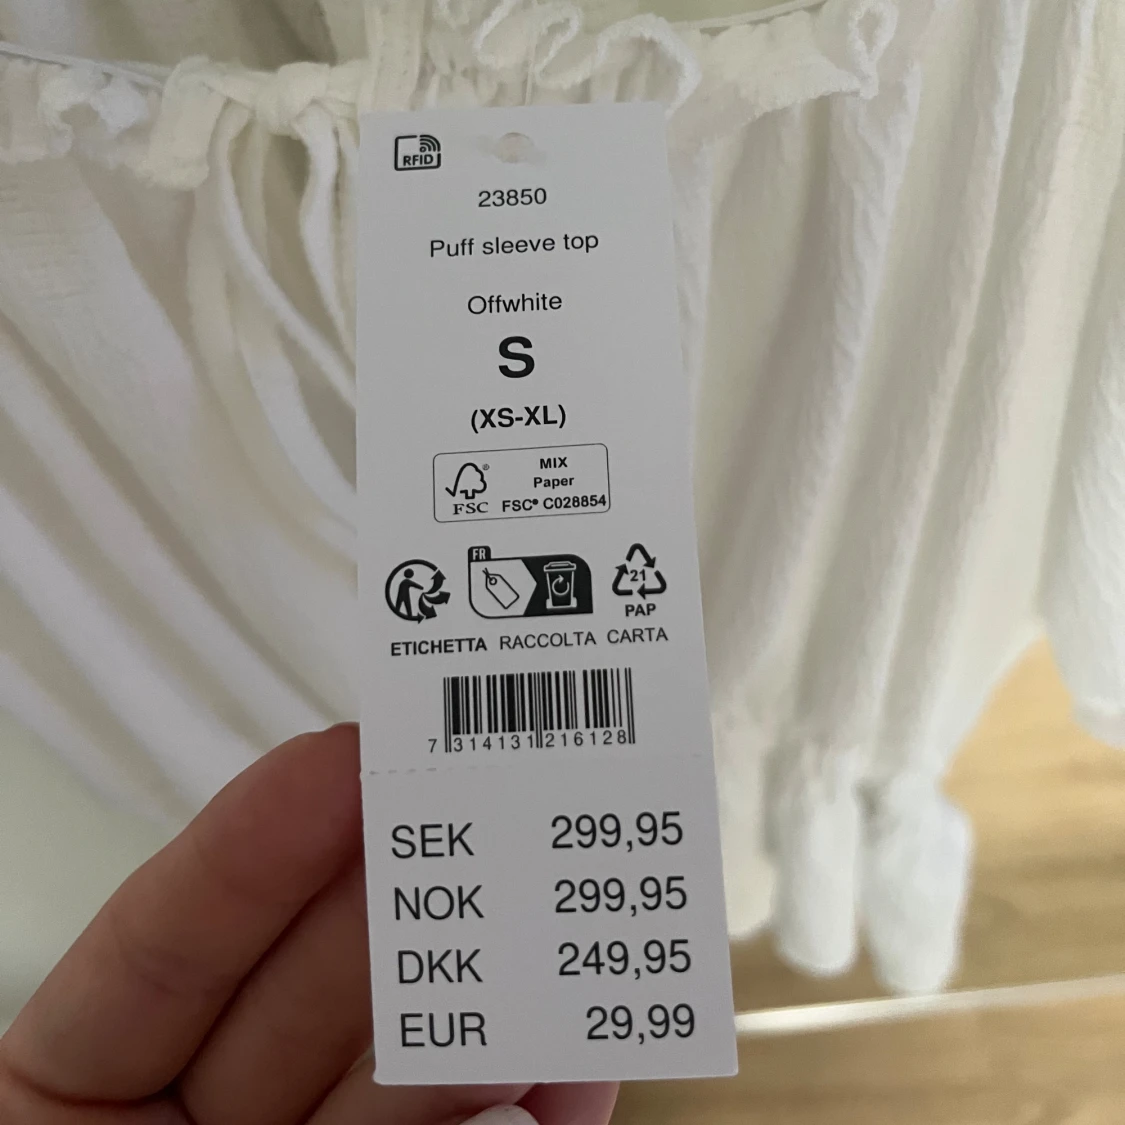 RFID
23850
Puff sleeve top
Offwhite
S
(XS-XL)
MIX
Paper
FSC® C028854
FSC®
FR
21
PAP
ETICHETTA RACCOLTA CARTA
7 314131 216128
SEK 299,95
NOK 299,95
DKK 249,95
EUR 29,99